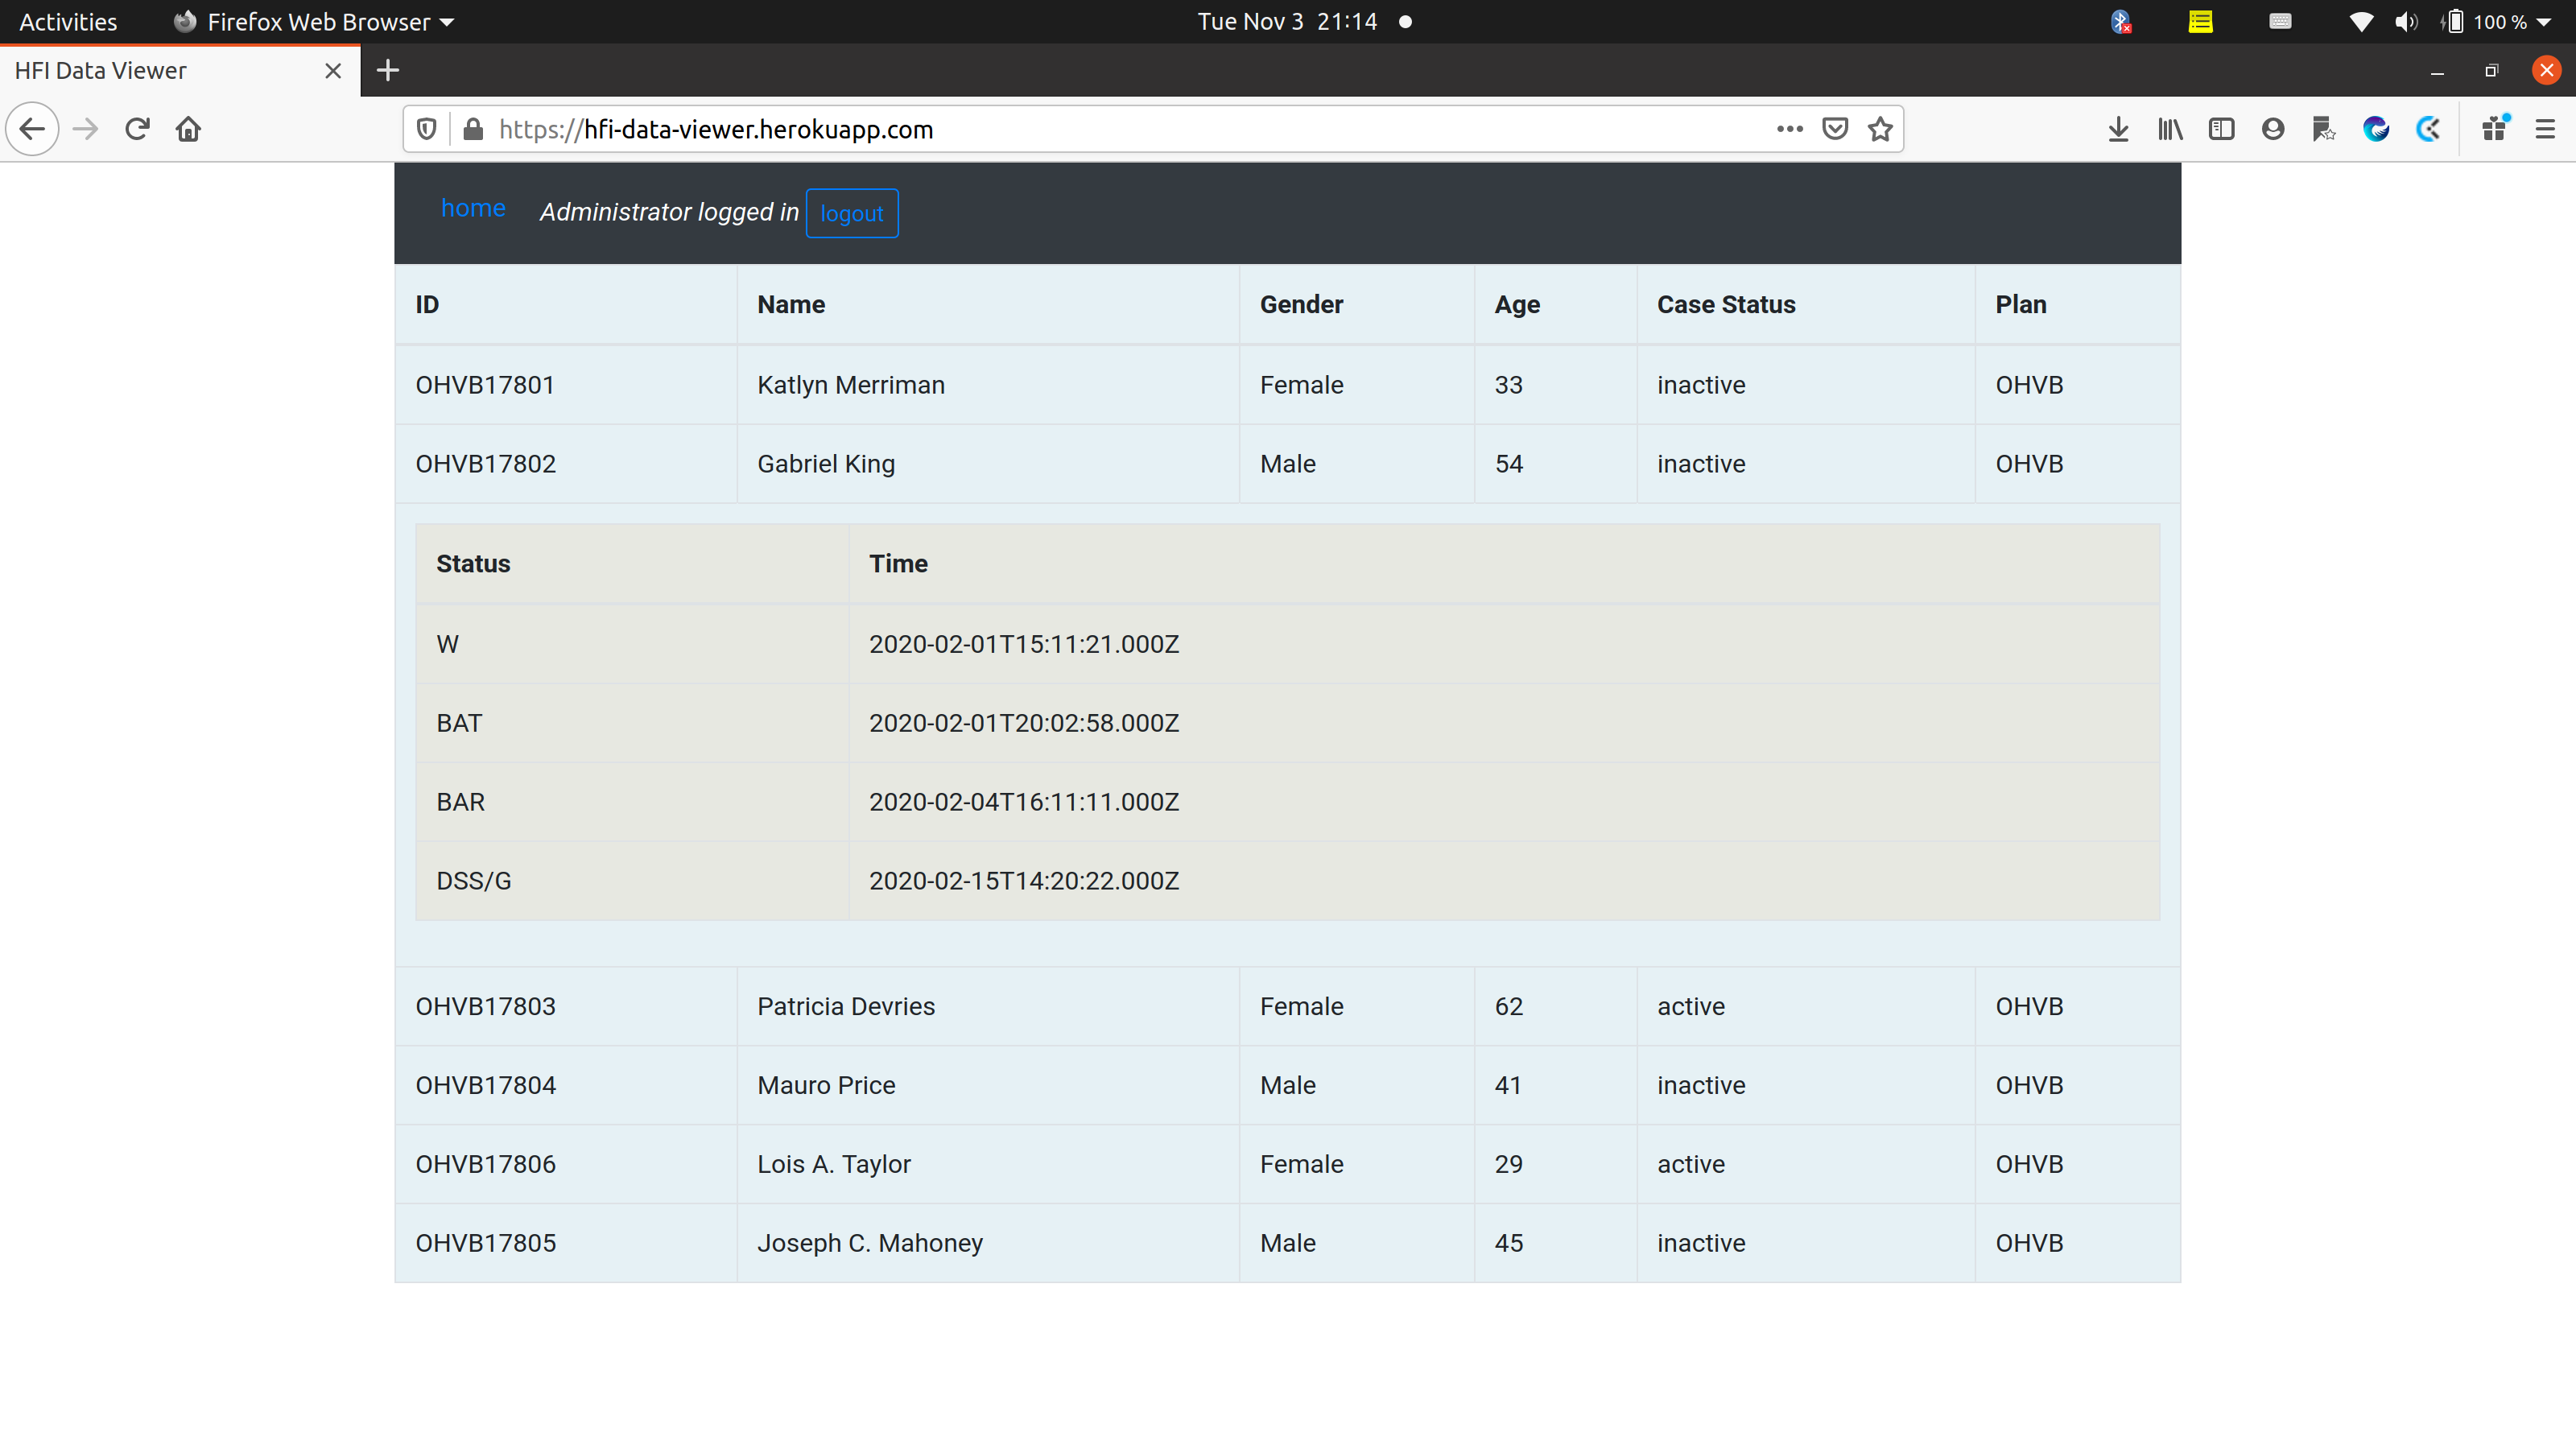 Activities Firefox Web Browser Tue Nov 3 21:14 100 %
HFI Data Viewer
https://hfi-data-viewer.herokuapp.com
home Administrator logged in logout
ID Name Gender Age Case Status Plan
OHVB17801 Katlyn Merriman Female 33 inactive OHVB
OHVB17802 Gabriel King Male 54 inactive OHVB
Status Time
W 2020-02-01T15:11:21.000Z
BAT 2020-02-01T20:02:58.000Z
BAR 2020-02-04T16:11:11.000Z
DSS/G 2020-02-15T14:20:22.000Z
OHVB17803 Patricia Devries Female 62 active OHVB
OHVB17804 Mauro Price Male 41 inactive OHVB
OHVB17806 Lois A. Taylor Female 29 active OHVB
OHVB17805 Joseph C. Mahoney Male 45 inactive OHVB